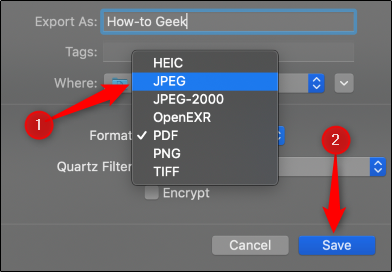 Export As: How-to Geek
Tags:
Where:
HEIC
JPEG
JPEG-2000
OpenEXR
Format ✓ PDF
PNG
Quartz Filter
TIFF
Encrypt
1
2
Cancel Save